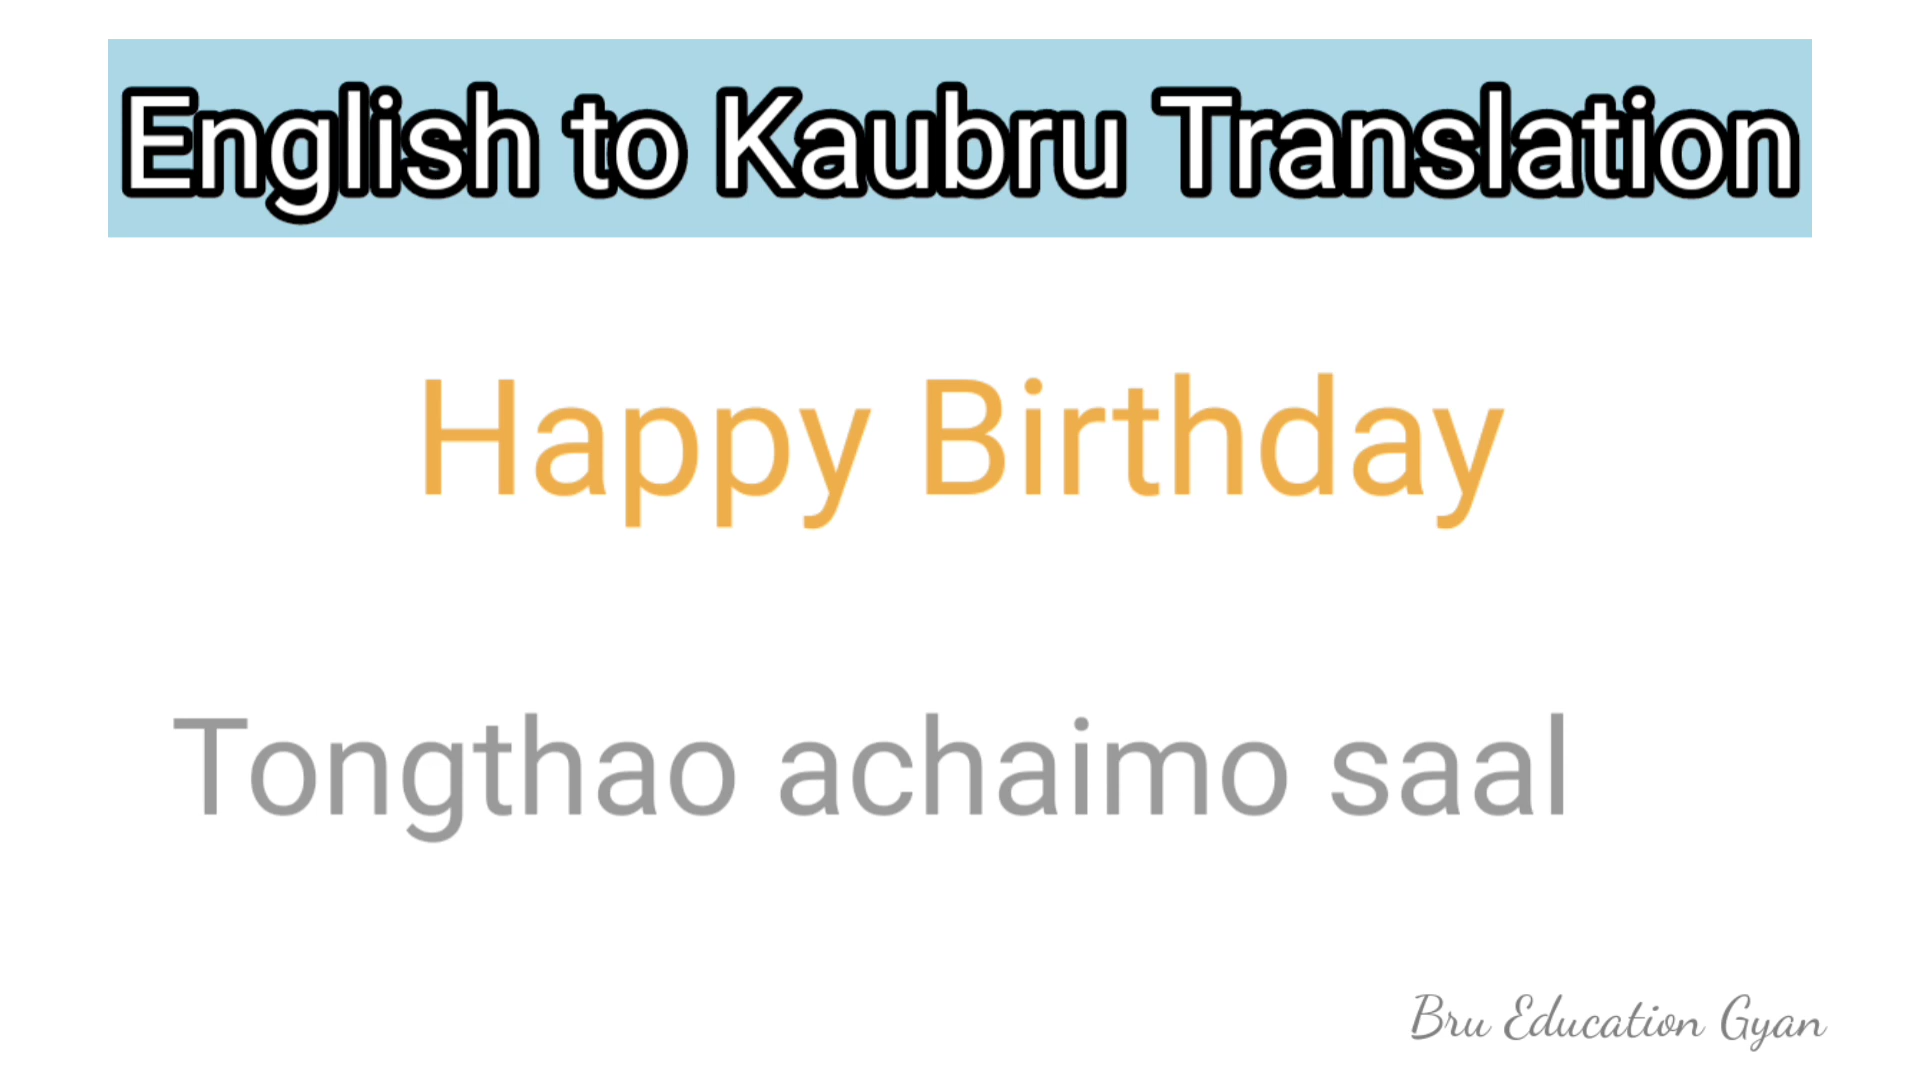 English to Kaubru Translation
Happy Birthday
Tongthao achaimo saal
Bru Education Gyan